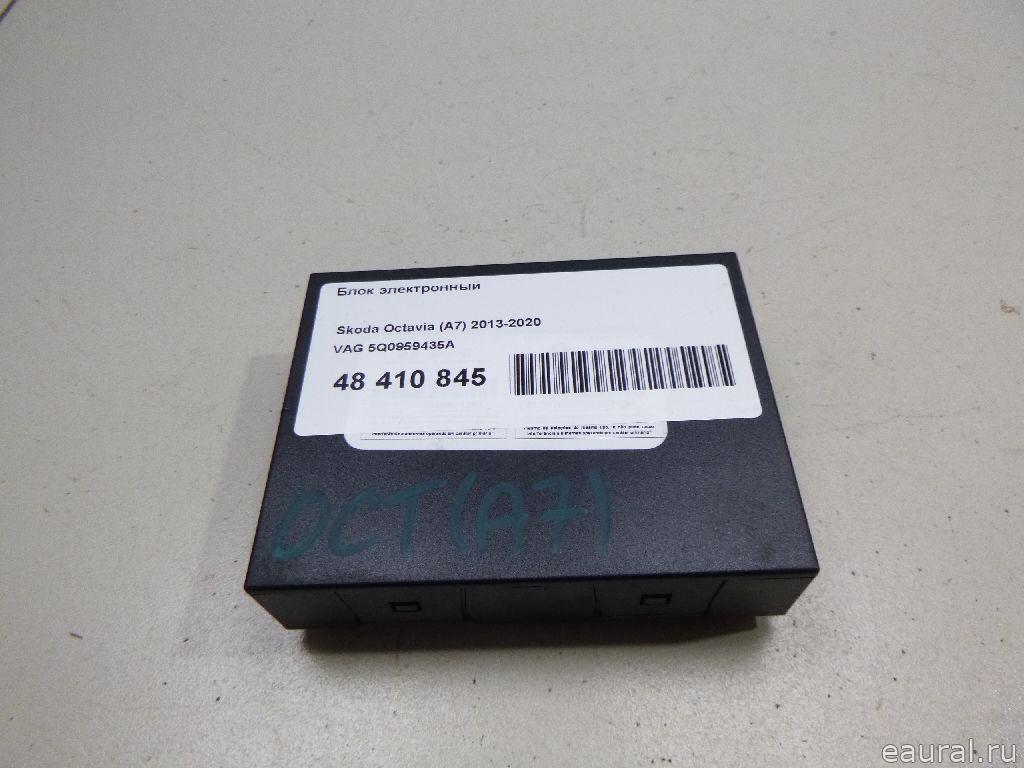 Блок электронный
Skoda Octavia (A7) 2013-2020
VAG 5Q0959435A
48 410 845
OCT (A7)
eaural.ru